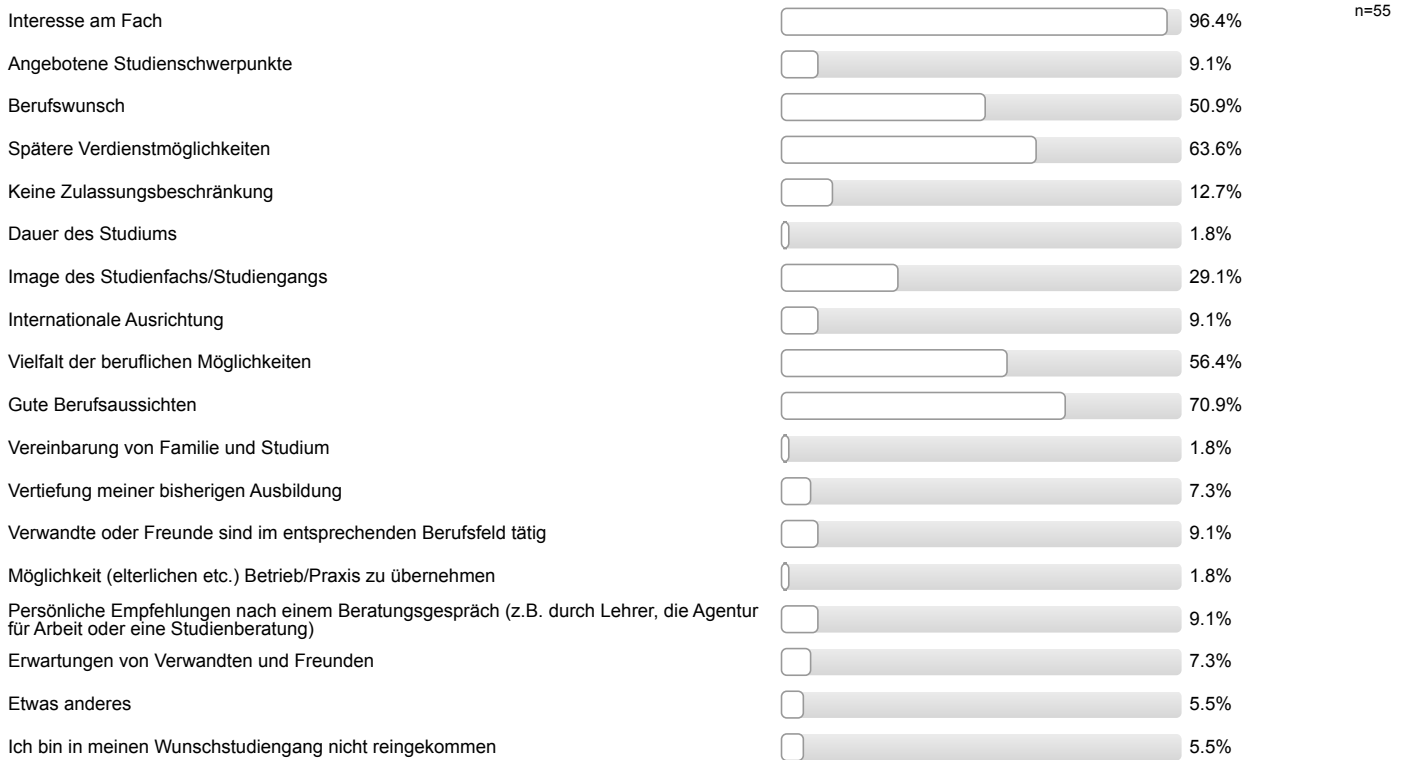 Interesse am Fach 96.4% n=55
Angebotene Studienschwerpunkte 9.1%
Berufswunsch 50.9%
Spätere Verdienstmöglichkeiten 63.6%
Keine Zulassungsbeschränkung 12.7%
Dauer des Studiums 1.8%
Image des Studienfachs/Studiengangs 29.1%
Internationale Ausrichtung 9.1%
Vielfalt der beruflichen Möglichkeiten 56.4%
Gute Berufsaussichten 70.9%
Vereinbarung von Familie und Studium 1.8%
Vertiefung meiner bisherigen Ausbildung 7.3%
Verwandte oder Freunde sind im entsprechenden Berufsfeld tätig 9.1%
Möglichkeit (elterlichen etc.) Betrieb/Praxis zu übernehmen 1.8%
Persönliche Empfehlungen nach einem Beratungsgespräch (z.B. durch Lehrer, die Agentur
für Arbeit oder eine Studienberatung) 9.1%
Erwartungen von Verwandten und Freunden 7.3%
Etwas anderes 5.5%
Ich bin in meinen Wunschstudiengang nicht reingekommen 5.5%